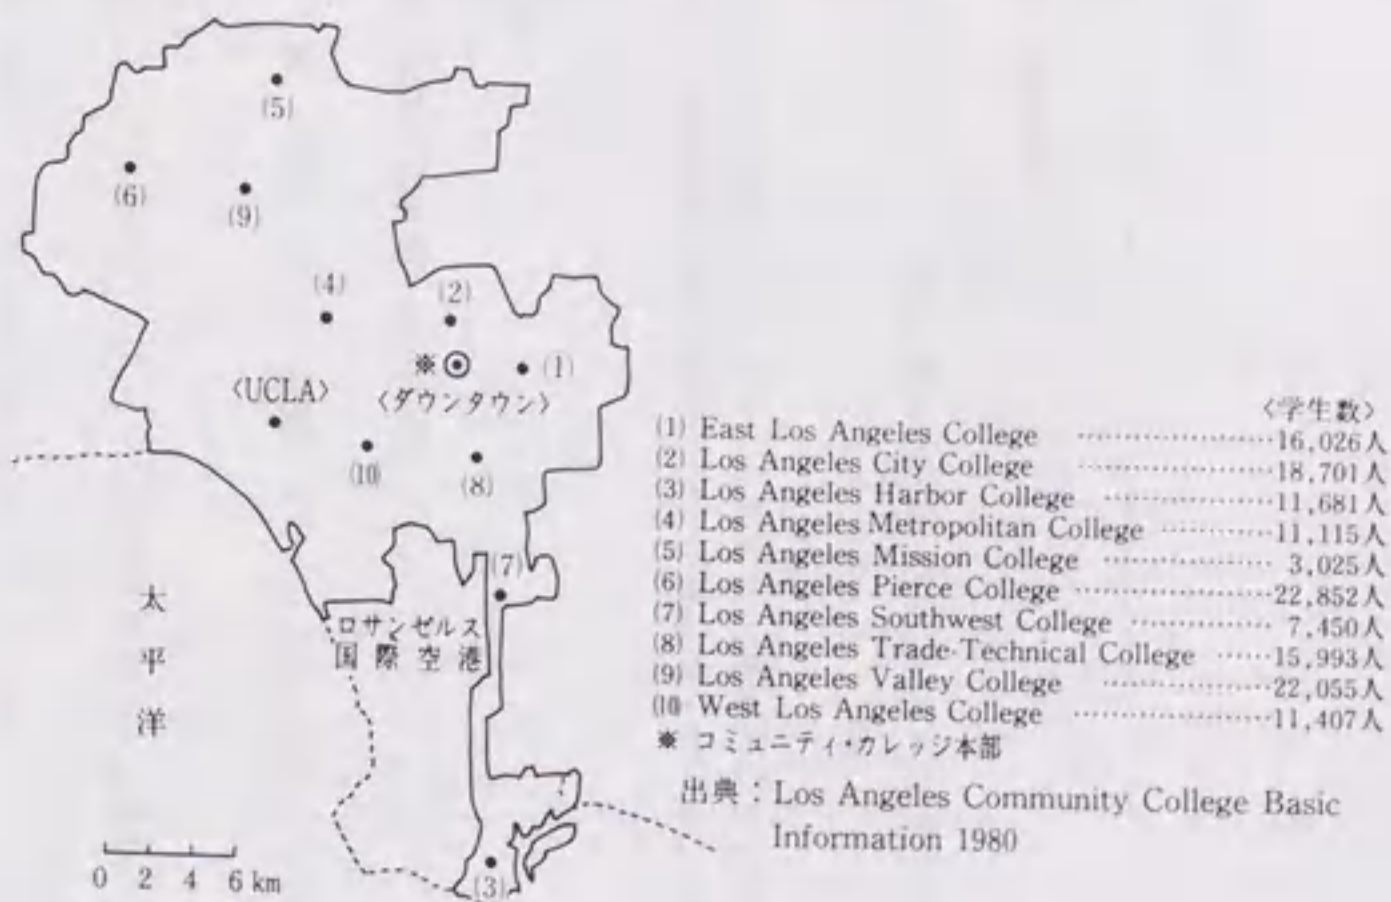 (5)
(6)
(9)
(4)
(2)
※
(1)
〈UCLA〉
〈ダウンタウン〉
(10)
(8)
(7)
太平洋
ロサンゼルス
国際空港
(3)
0 2 4 6 km
〈学生数〉
(1) East Los Angeles College ………………… 16,026人
(2) Los Angeles City College ………………… 18,701人
(3) Los Angeles Harbor College ……………… 11,681人
(4) Los Angeles Metropolitan College ………… 11,115人
(5) Los Angeles Mission College ……………… 3,025人
(6) Los Angeles Pierce College ……………… 22,852人
(7) Los Angeles Southwest College …………… 7,450人
(8) Los Angeles Trade-Technical College …… 15,993人
(9) Los Angeles Valley College ……………… 22,055人
(10) West Los Angeles College ………………… 11,407人
※ コミュニティ・カレッジ本部
出典：Los Angeles Community College Basic
Information 1980